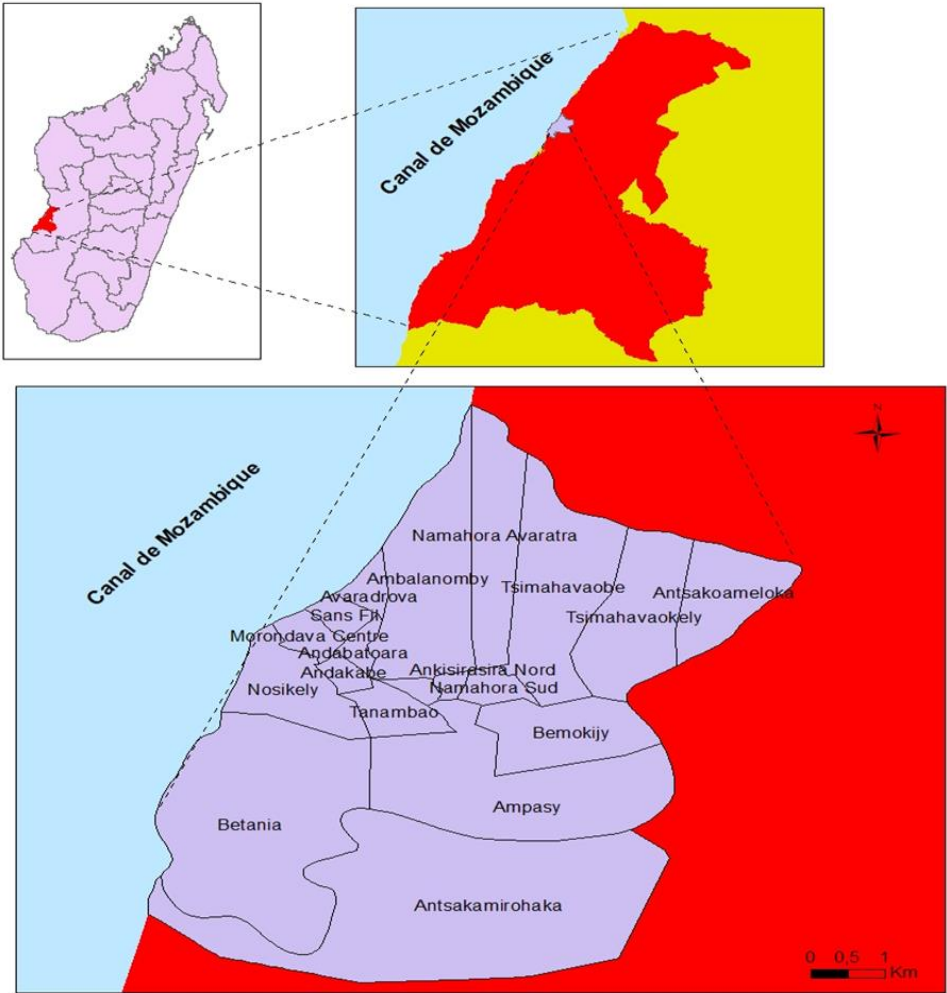 Canal de Mozambique
N
Canal de Mozambique
Namahora Avaratra
Ambalanomby
Tsimahavaobe
Antsakoameloka
Avaradrova
Sans Fil
Tsimahavaokely
Morondava Centre
Andabatoara
Andakabe
Ankisirasira Nord
Nosikely
Namahora Sud
Tanambao
Bemokijy
Ampasy
Betania
Antsakamirohaka
0 0,5 1
Km